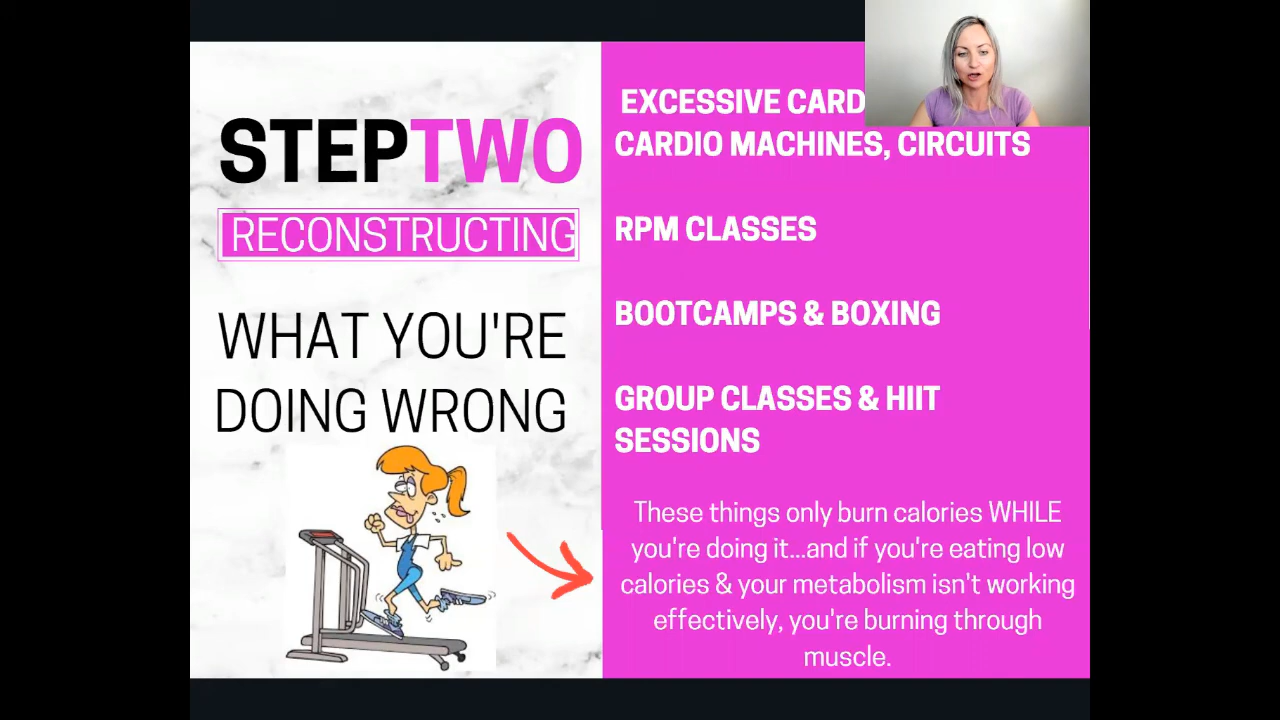 STEPTWO
RECONSTRUCTING
WHAT YOU'RE
DOING WRONG
EXCESSIVE
CARDIO MACHINES, CIRCUITS
RPM CLASSES
BOOTCAMPS & BOXING
GROUP CLASSES & HIIT
SESSIONS
These things only burn calories WHILE
you're doing it...and if you're eating low
calories & your metabolism isn't working
effectively, you're burning through
muscle.